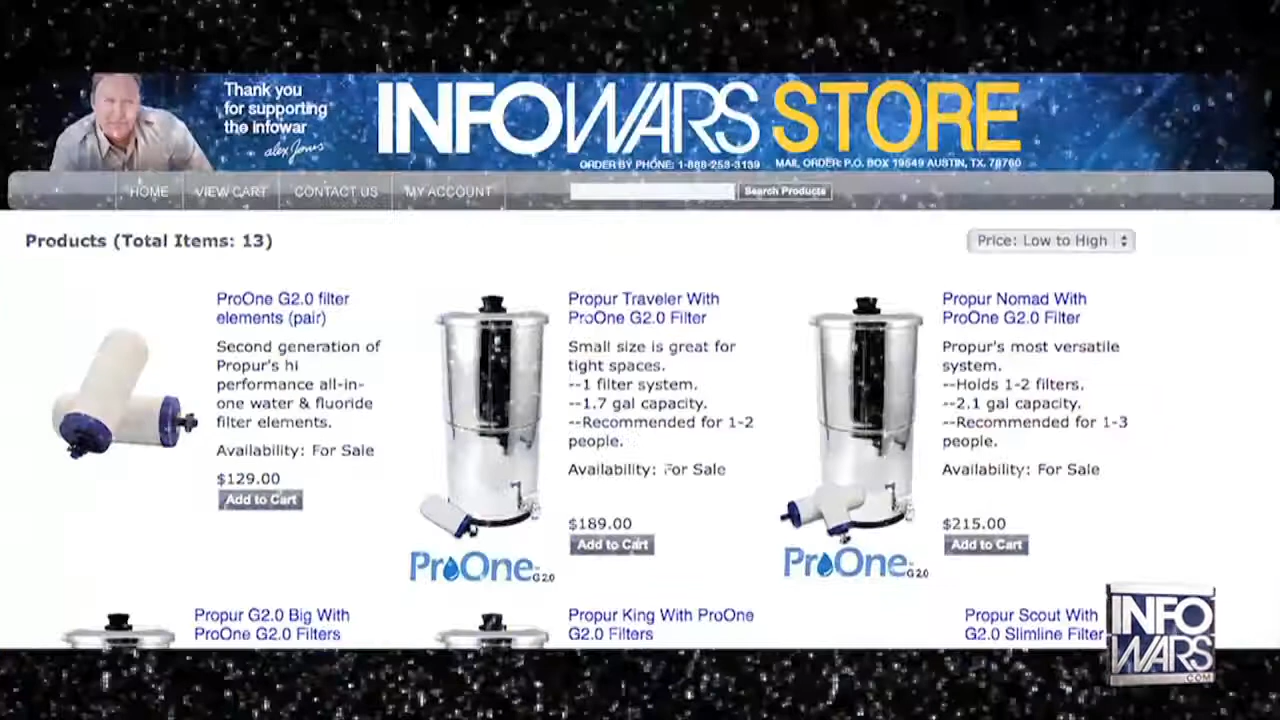 Thank you
for supporting
the infowar
alex Jones
INFOWARS STORE
ORDER BY PHONE: 1-888-253-3139 MAIL ORDER: P.O. BOX 19549 AUSTIN, TX. 78760
HOME VIEW CART CONTACT US MY ACCOUNT Search Products
Products (Total Items: 13)
Price: Low to High
ProOne G2.0 filter
elements (pair)
Second generation of
Propur's hi
performance all-in-
one water & fluoride
filter elements.
Availability: For Sale
$129.00
Add to Cart
Propur Traveler With
ProOne G2.0 Filter
Small size is great for
tight spaces.
--1 filter system.
--1.7 gal capacity.
--Recommended for 1-2
people.
Availability: For Sale
$189.00
Add to Cart
ProOne G2.0
Propur Nomad With
ProOne G2.0 Filter
Propur's most versatile
system.
--Holds 1-2 filters.
--2.1 gal capacity.
--Recommended for 1-3
people.
Availability: For Sale
$215.00
Add to Cart
ProOne G2.0
Propur G2.0 Big With
ProOne G2.0 Filters
Propur King With ProOne
G2.0 Filters
Propur Scout With
G2.0 Slimline Filter
INFO
WARS
.COM